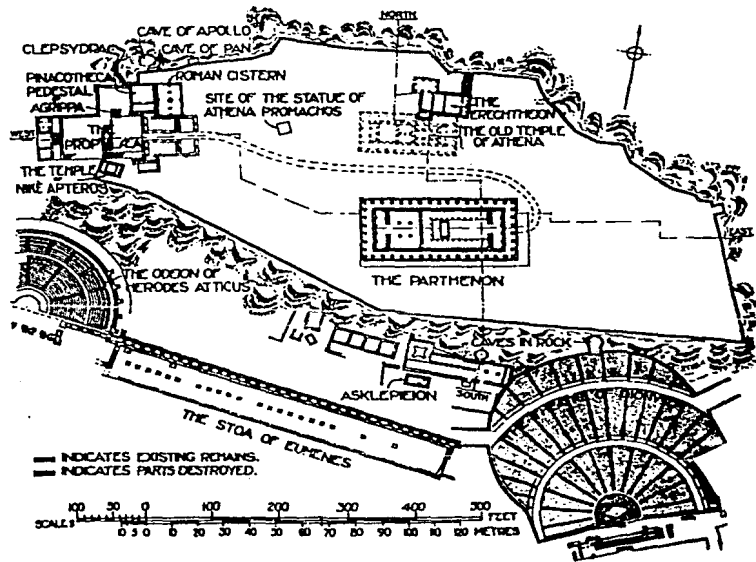 NORTH
CAVE OF APOLLO
CLEPSYDRA
CAVE OF PAN
PINACOTHECA
ROMAN CISTERN
PEDESTAL
AGRIPPA
SITE OF THE STATUE OF
ATHENA PROMACHOS
THE
ERECHTHEION
THE OLD TEMPLE
OF ATHENA
WEST
THE
THE TEMPLE
NIKE APTEROS
EAST
THE PARTHENON
THE ODEON OF
HERODES ATTICUS
CAVES IN ROCK
ASKLEPIEION
SOUTH
THE STOA OF EUMENES
INDICATES EXISTING REMAINS.
INDICATES PARTS DESTROYED.
100 50 0 100 200 300 400 500 FEET
SCALES
0 5 0 10 20 30 40 50 60 70 80 90 100 110 120 METRES